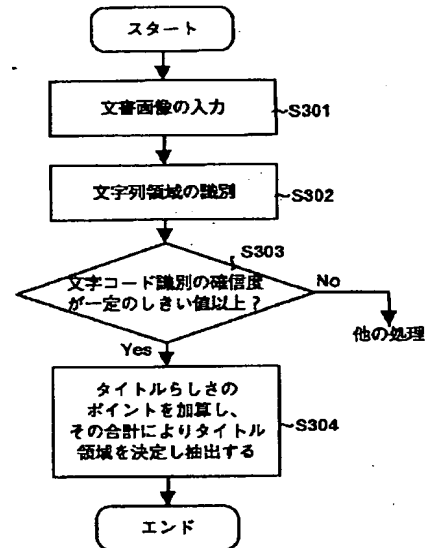 スタート
文書画像の入力
S301
文字列領域の識別
S302
S303
文字コード識別の確信度
が一定のしきい値以上?
No
他の処理
Yes
タイトルらしさの
ポイントを加算し、
その合計によりタイトル
領域を決定し抽出する
S304
エンド